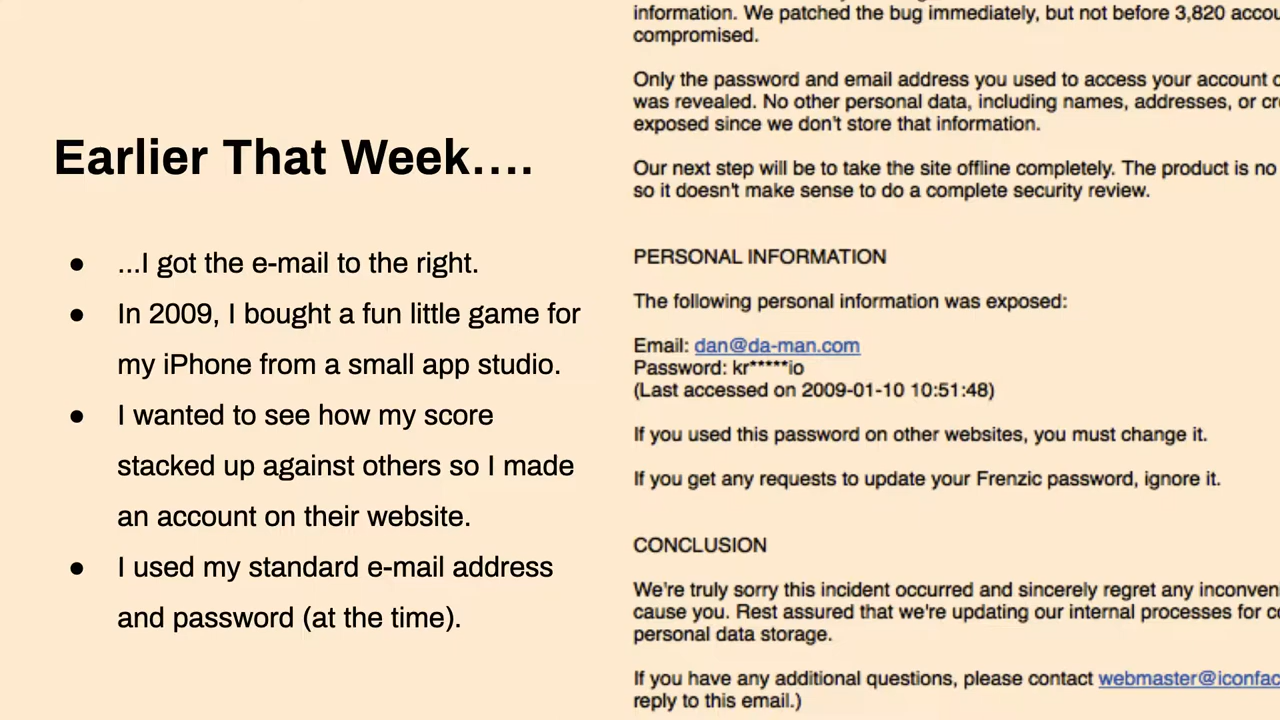 Earlier That Week....
● ...I got the e-mail to the right.
● In 2009, I bought a fun little game for
my iPhone from a small app studio.
● I wanted to see how my score
stacked up against others so I made
an account on their website.
● I used my standard e-mail address
and password (at the time).
information. We patched the bug immediately, but not before 3,820
compromised.
Only the password and email address you used to access your account
was revealed. No other personal data, including names, addresses, or
exposed since we don't store that information.
Our next step will be to take the site offline completely. The product is no
so it doesn't make sense to do a complete security review.
PERSONAL INFORMATION
The following personal information was exposed:
Email: dan@da-man.com
Password: kr*****io
(Last accessed on 2009-01-10 10:51:48)
If you used this password on other websites, you must change it.
If you get any requests to update your Frenzic password, ignore it.
CONCLUSION
We're truly sorry this incident occurred and sincerely regret any
cause you. Rest assured that we're updating our internal processes for
personal data storage.
If you have any additional questions, please contact
reply to this email.)